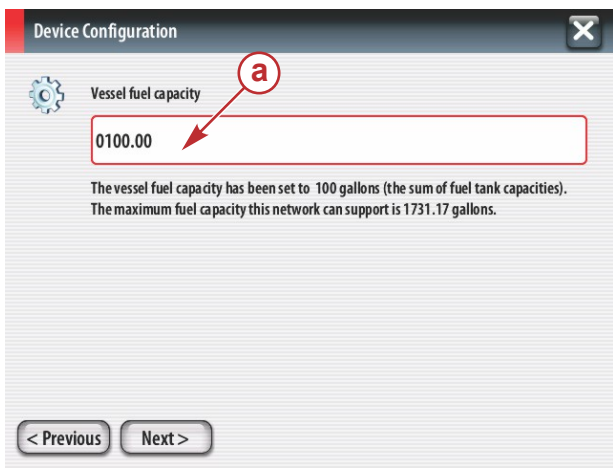 Device Configuration
X
a
Vessel fuel capacity
0100.00
The vessel fuel capacity has been set to 100 gallons (the sum of fuel tank capacities).
The maximum fuel capacity this network can support is 1731.17 gallons.
< Previous
Next >